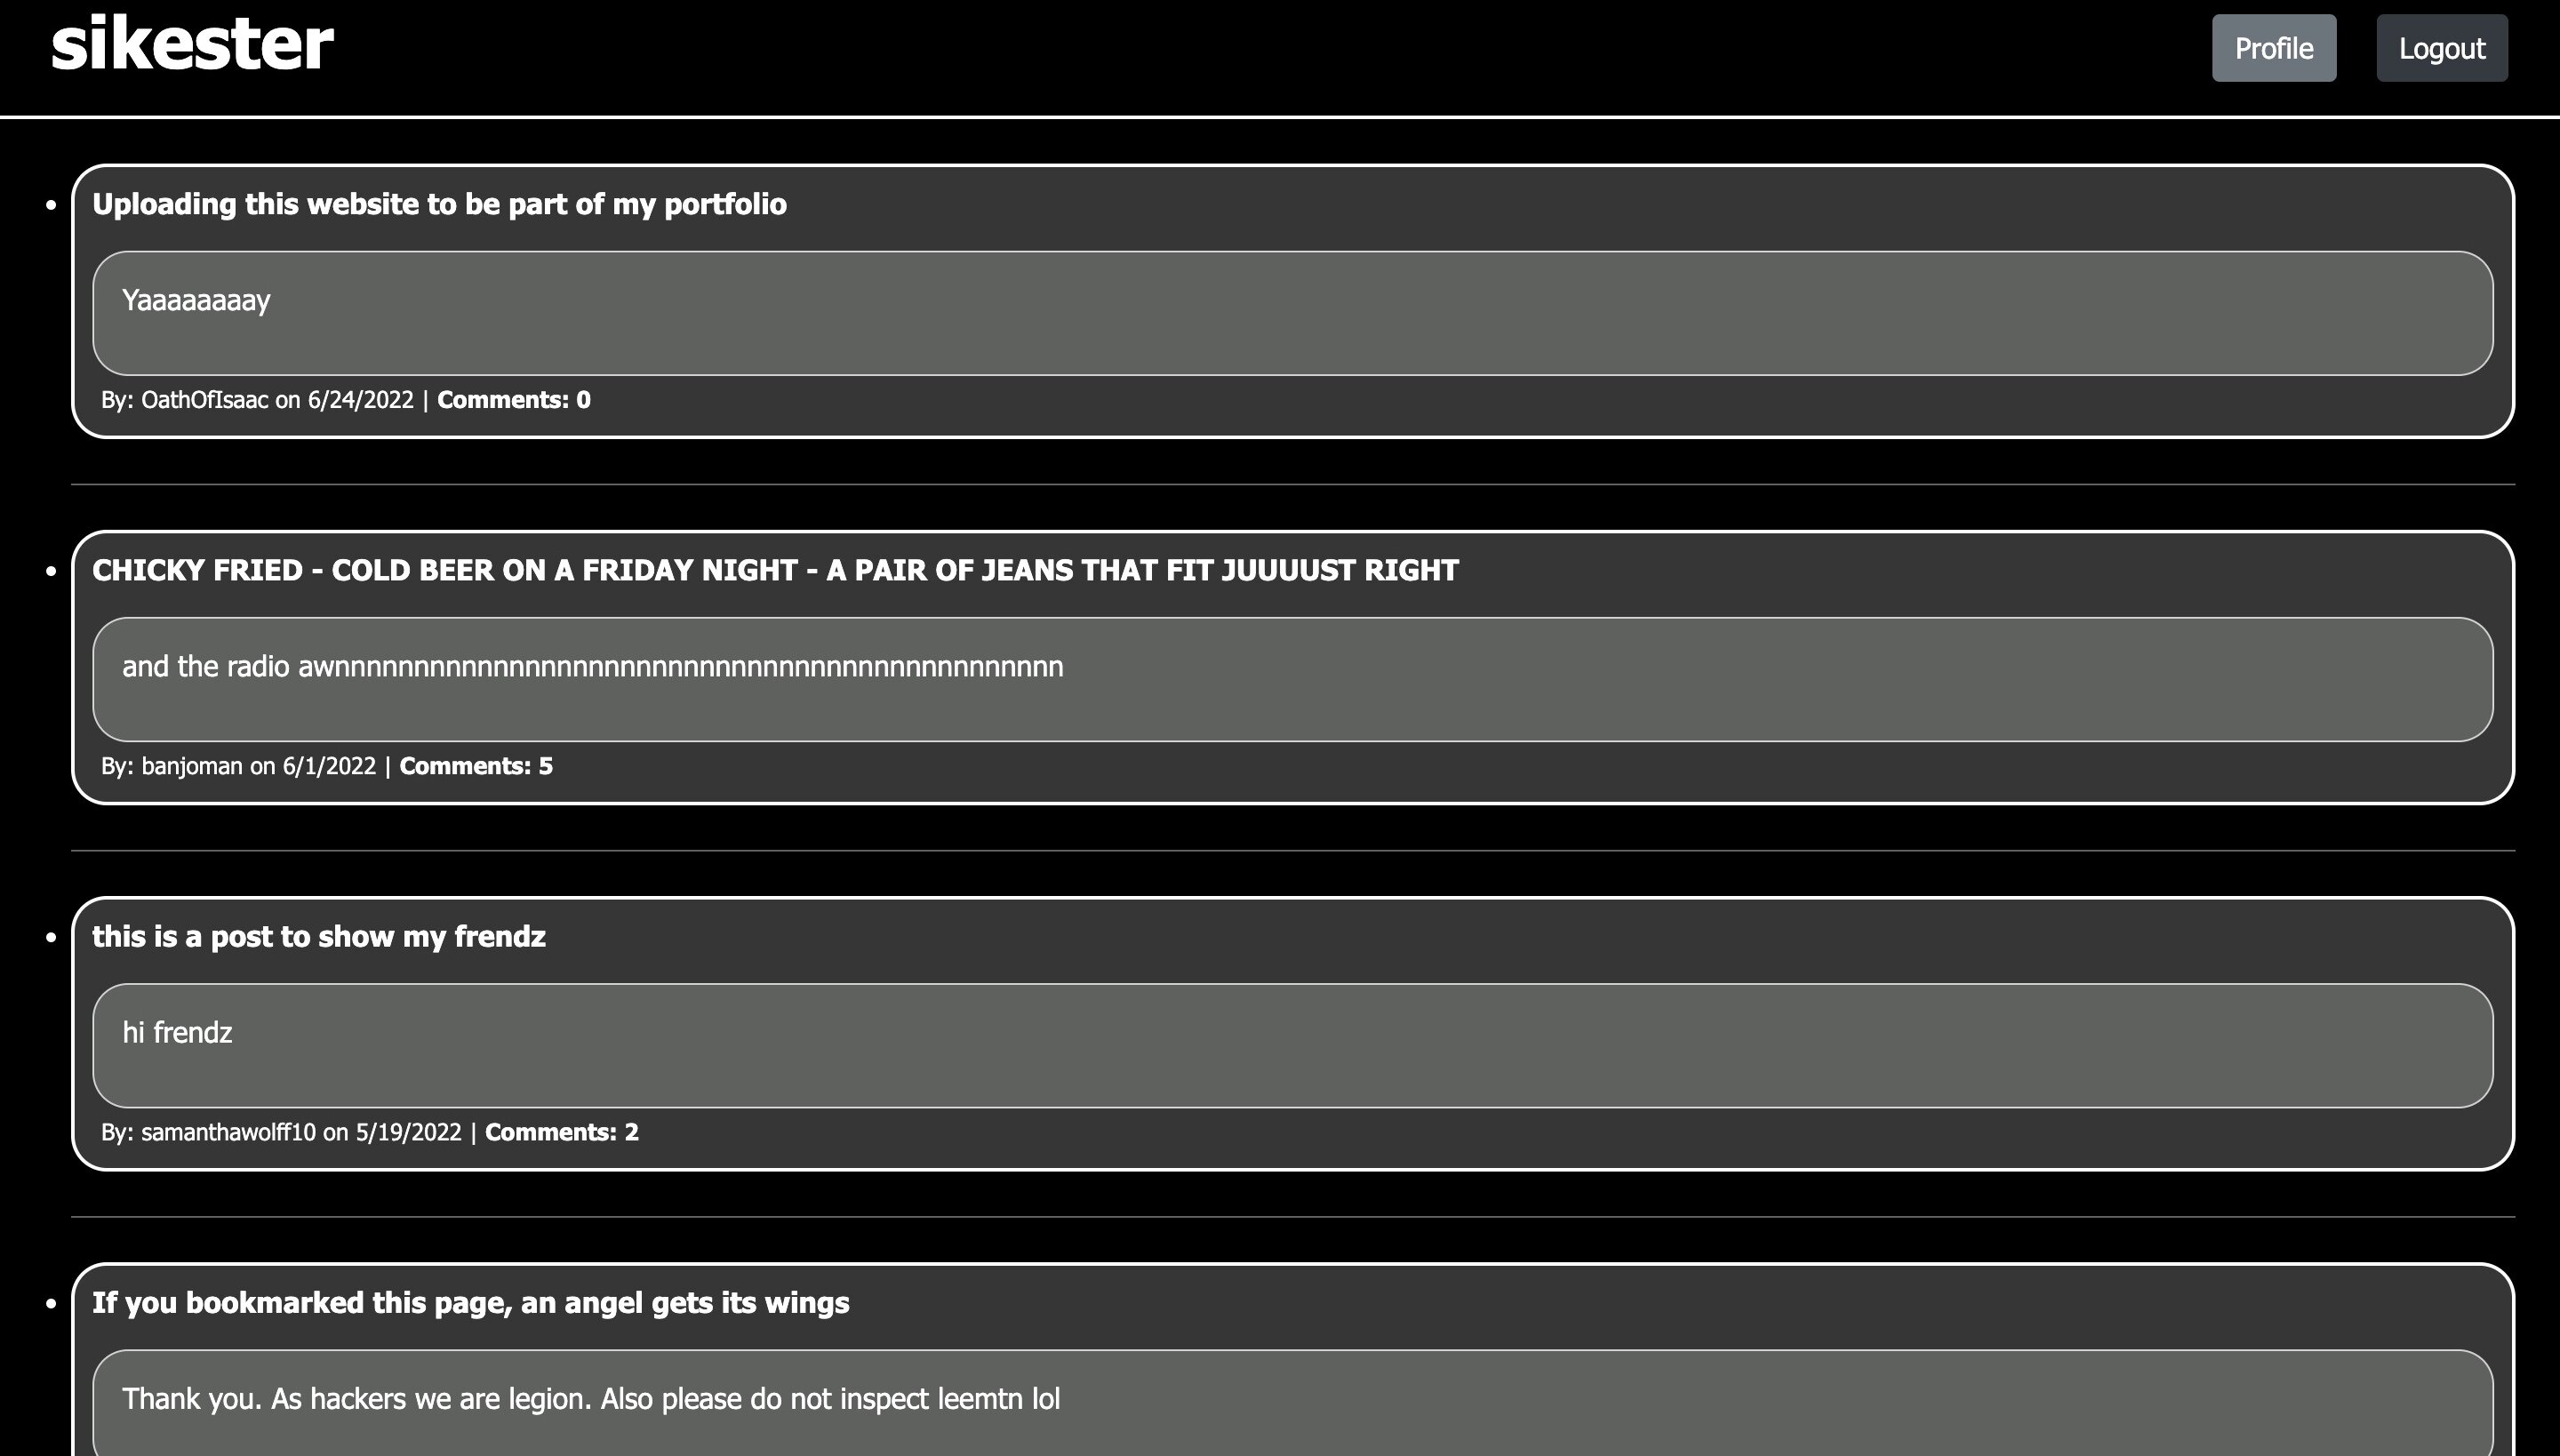 sikester
Profile
Logout
Uploading this website to be part of my portfolio
Yaaaaaaaay
By: OathOfIsaac on 6/24/2022 | Comments: 0
CHICKY FRIED - COLD BEER ON A FRIDAY NIGHT - A PAIR OF JEANS THAT FIT JUUUUST RIGHT
and the radio awnnnnnnnnnnnnnnnnnnnnnnnnnnnnnnnnnnnnnnnnnnnnnn
By: banjoman on 6/1/2022 | Comments: 5
this is a post to show my frendz
hi frendz
By: samanthawolff10 on 5/19/2022 | Comments: 2
If you bookmarked this page, an angel gets its wings
Thank you. As hackers we are legion. Also please do not inspect leemtn lol